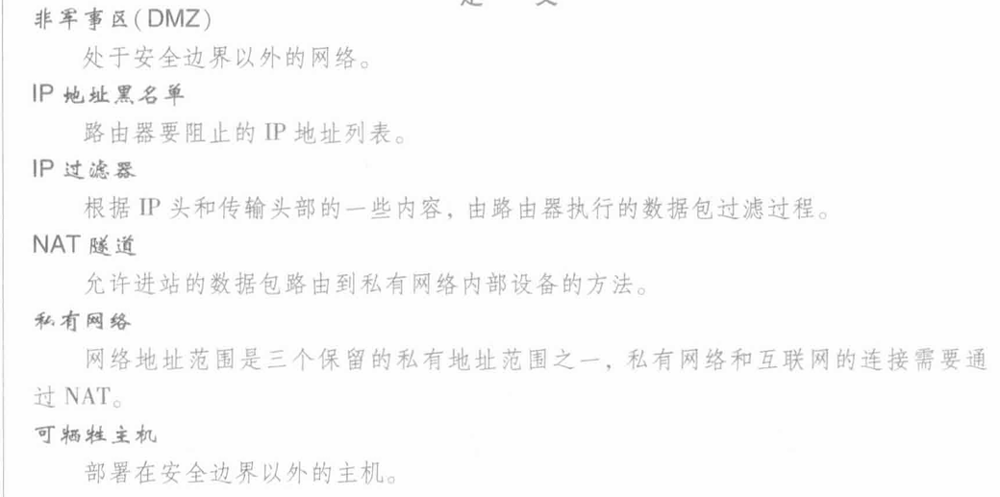 定 义
非军事区(DMZ)
处于安全边界以外的网络。
IP 地址黑名单
路由器要阻止的 IP 地址列表。
IP 过滤器
根据 IP 头和传输头部的一些内容，由路由器执行的数据包过滤过程。
NAT 隧道
允许进站的数据包路由到私有网络内部设备的方法。
私有网络
网络地址范围是三个保留的私有地址范围之一，私有网络和互联网的连接需要通
过 NAT。
可牺牲主机
部署在安全边界以外的主机。